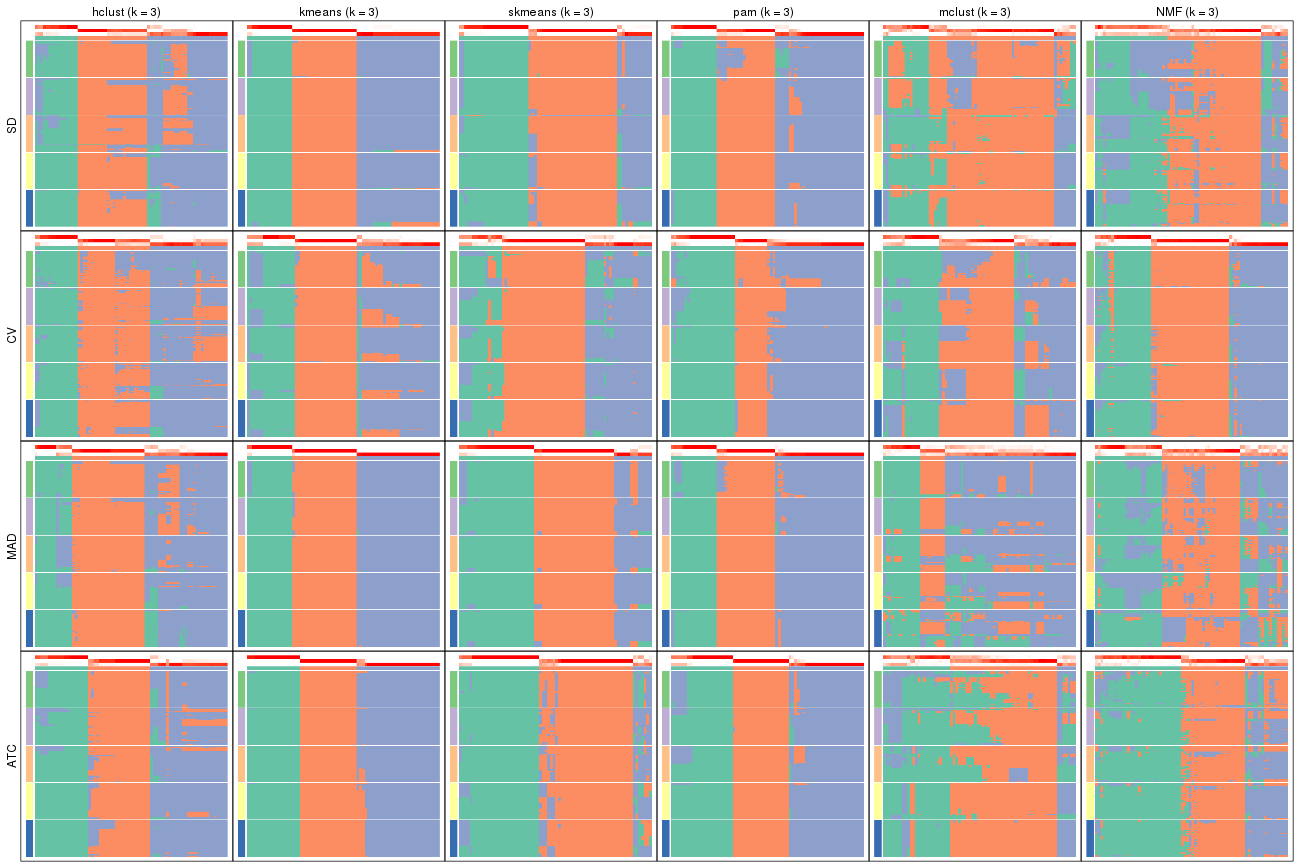 hclust (k = 3) kmeans (k = 3) skmeans (k = 3) pam (k = 3) mclust (k = 3) NMF (k = 3)
SD
CV
MAD
ATC